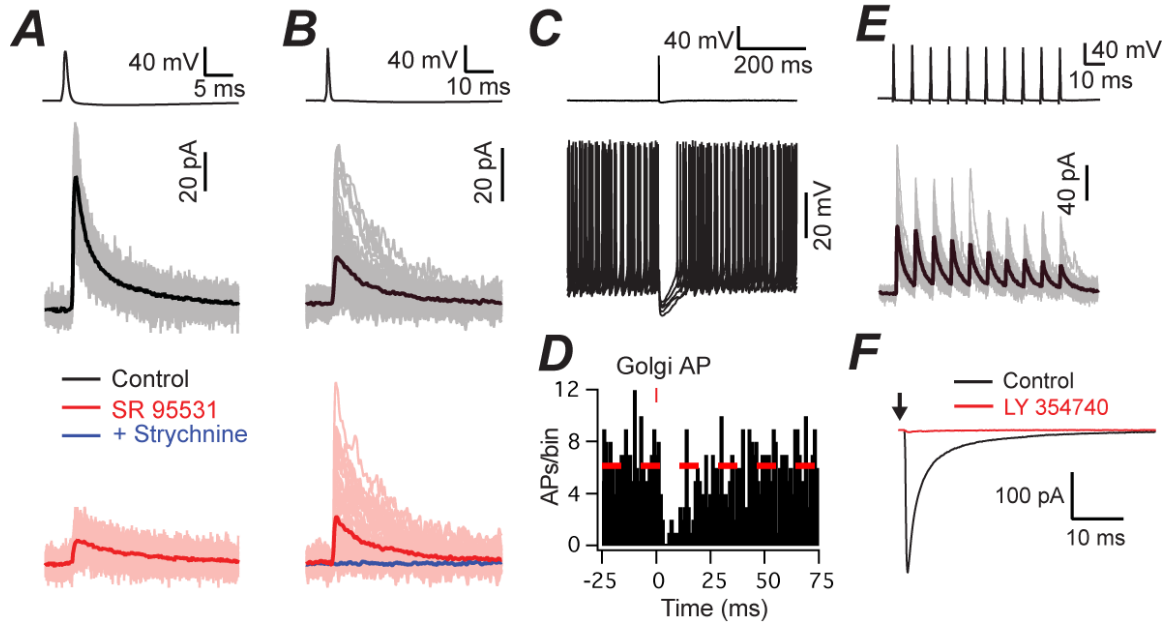 A
40 mV
5 ms
20 pA
Control
SR 95531
+ Strychnine
B
40 mV
10 ms
20 pA
C
200 ms
20 mV
D
Golgi AP
APs/bin
12
8
4
0
-25
0
25
50
75
Time (ms)
E
40 mV
10 ms
40 pA
F
Control
LY 354740
100 pA
10 ms